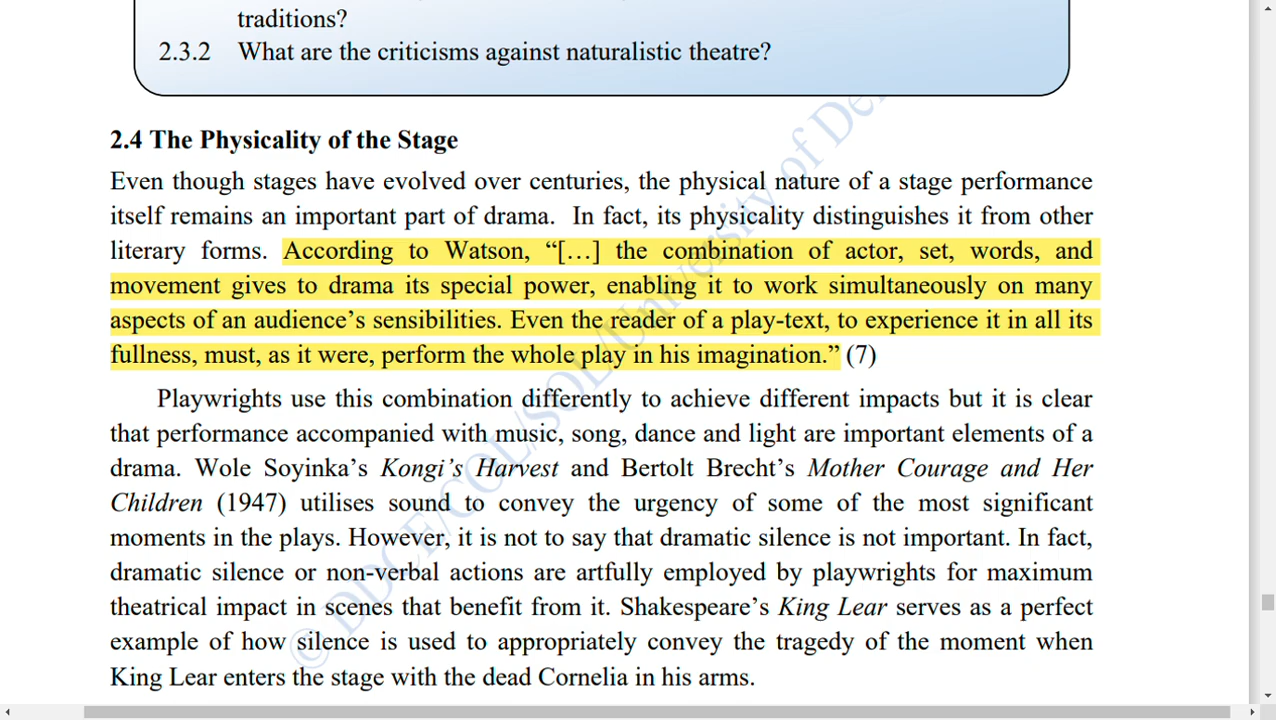 traditions?
2.3.2 What are the criticisms against naturalistic theatre?
2.4 The Physicality of the Stage
Even though stages have evolved over centuries, the physical nature of a stage performance
itself remains an important part of drama. In fact, its physicality distinguishes it from other
literary forms. According to Watson, “[…] the combination of actor, set, words, and
movement gives to drama its special power, enabling it to work simultaneously on many
aspects of an audience’s sensibilities. Even the reader of a play-text, to experience it in all its
fullness, must, as it were, perform the whole play in his imagination.” (7)
Playwrights use this combination differently to achieve different impacts but it is clear
that performance accompanied with music, song, dance and light are important elements of a
drama. Wole Soyinka’s Kongi’s Harvest and Bertolt Brecht’s Mother Courage and Her
Children (1947) utilises sound to convey the urgency of some of the most significant
moments in the plays. However, it is not to say that dramatic silence is not important. In fact,
dramatic silence or non-verbal actions are artfully employed by playwrights for maximum
theatrical impact in scenes that benefit from it. Shakespeare’s King Lear serves as a perfect
example of how silence is used to appropriately convey the tragedy of the moment when
King Lear enters the stage with the dead Cornelia in his arms.
© DDCE/COL/SOL/University of De